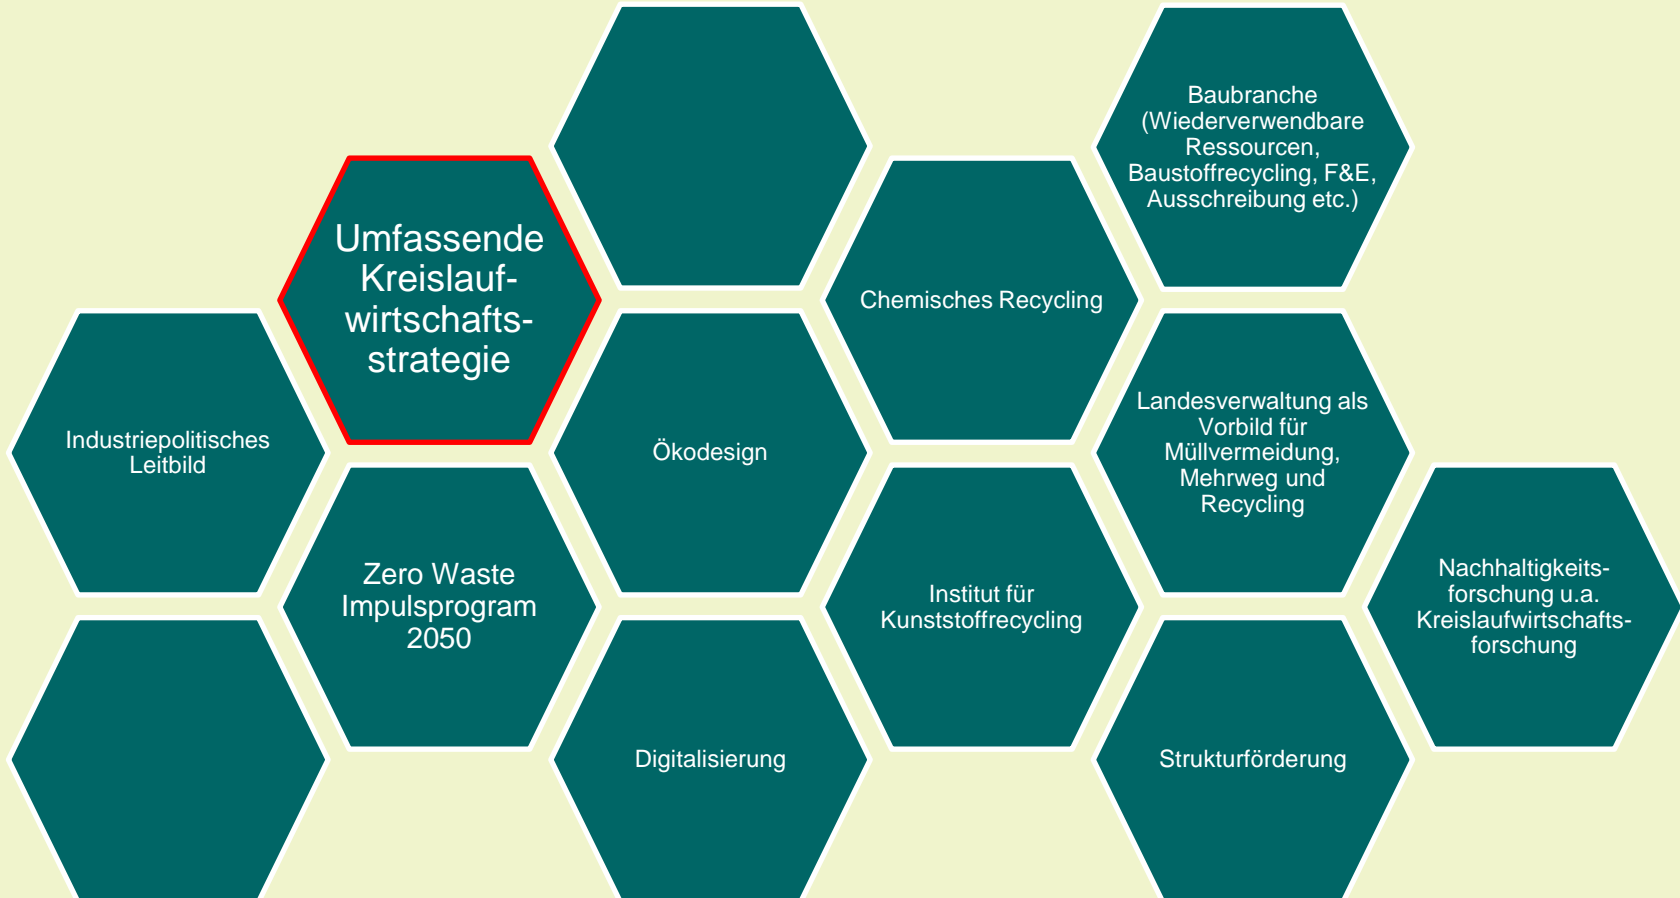 Baubranche
(Wiederverwendbare
Ressourcen,
Baustoffrecycling, F&E,
Ausschreibung etc.)
Umfassende
Kreislauf-
wirtschafts-
strategie
Chemisches Recycling
Industriepolitisches
Leitbild
Ökodesign
Landesverwaltung als
Vorbild für
Müllvermeidung,
Mehrweg und
Recycling
Zero Waste
Impulsprogram
2050
Institut für
Kunststoffrecycling
Nachhaltigkeits-
forschung u.a.
Kreislaufwirtschafts-
forschung
Digitalisierung
Strukturförderung